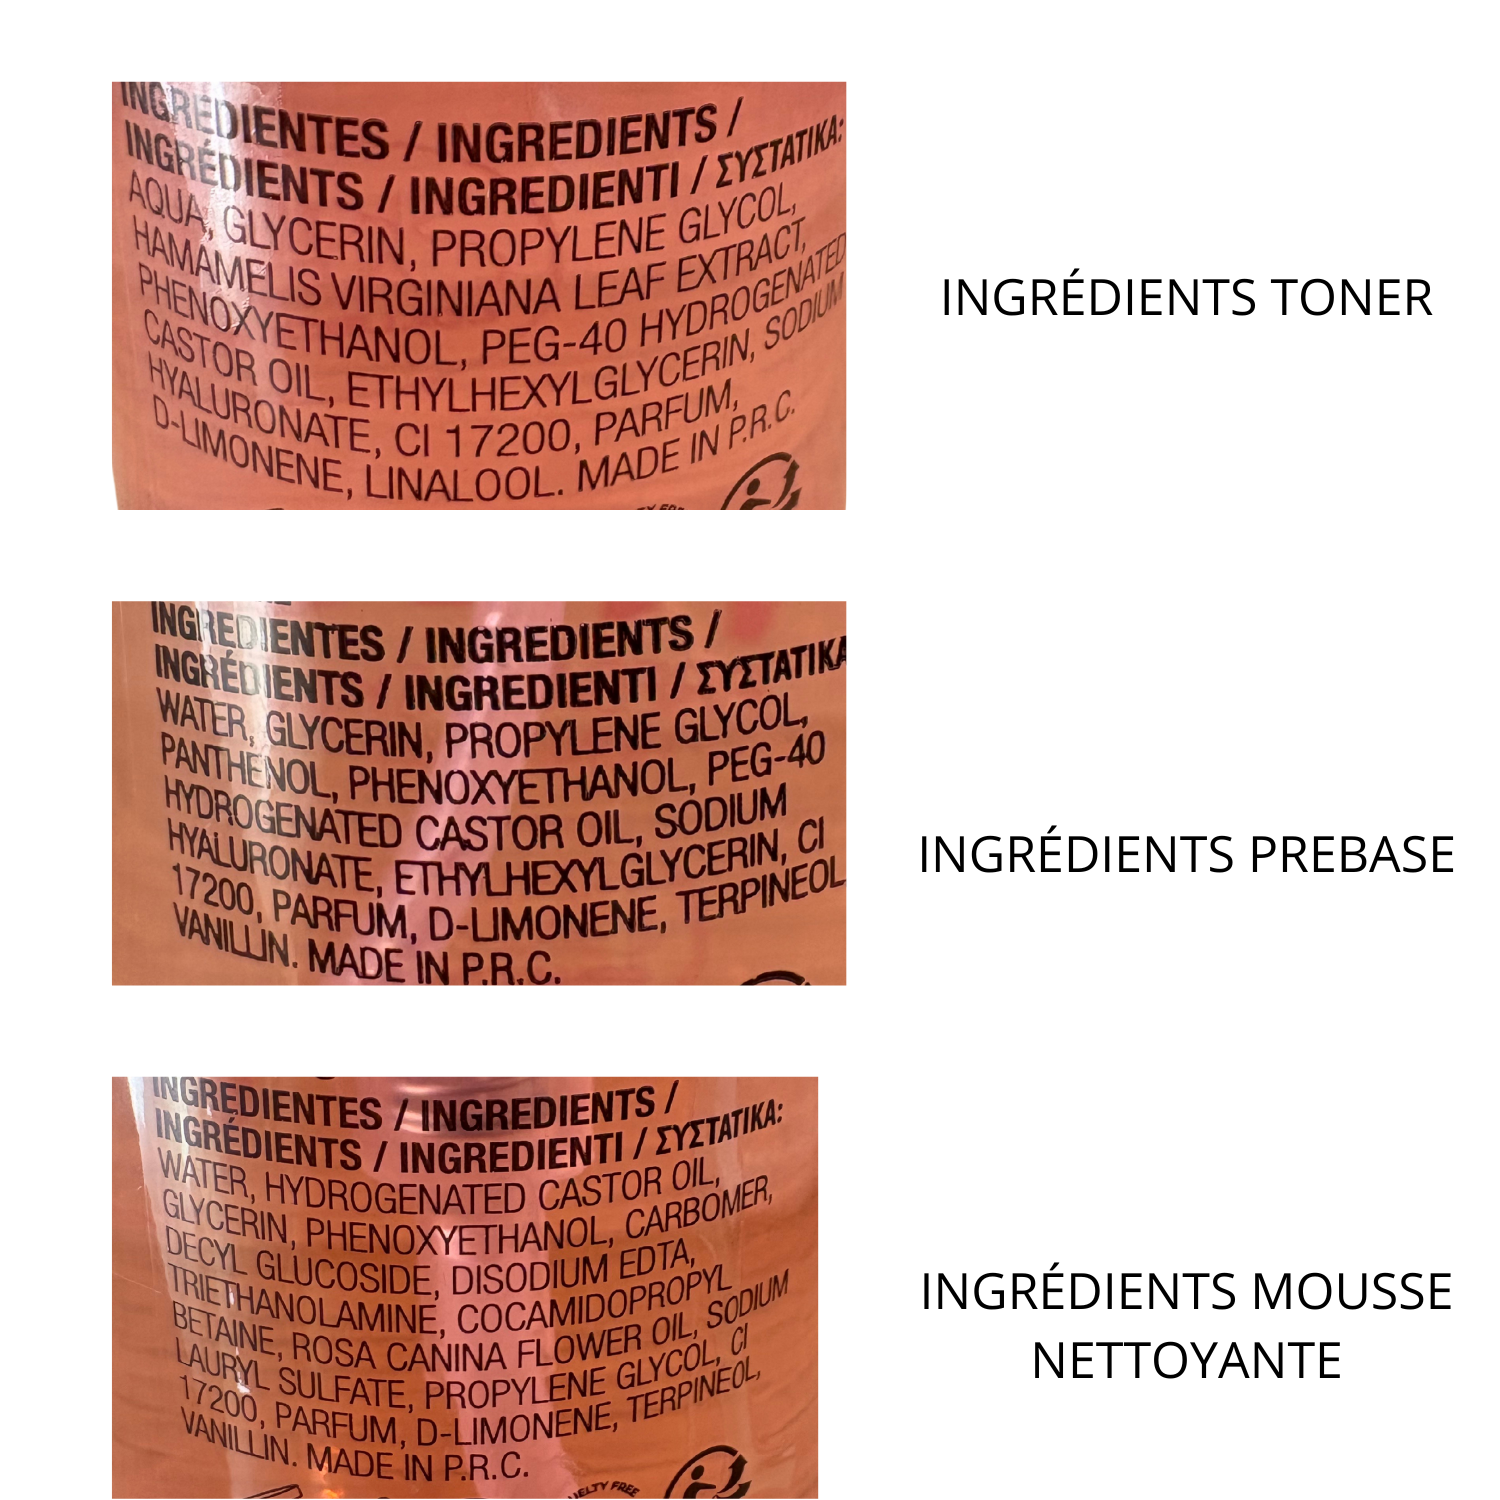 INGREDIENTES / INGREDIENTS /
INGRÉDIENTS / INGREDIENTI / ΣΥΣΤΑΤΙΚΑ:
AQUA, GLYCERIN, PROPYLENE GLYCOL,
HAMAMELIS VIRGINIANA LEAF EXTRACT,
PHENOXYETHANOL, PEG-40 HYDROGENATED
CASTOR OIL, ETHYLHEXYLGLYCERIN, SODIUM
HYALURONATE, CI 17200, PARFUM,
D-LIMONENE, LINALOOL. MADE IN P.R.C.
INGRÉDIENTS TONER
INGREDIENTES / INGREDIENTS /
INGRÉDIENTS / INGREDIENTI / ΣΥΣΤΑΤΙΚΑ
WATER, GLYCERIN, PROPYLENE GLYCOL,
PANTHENOL, PHENOXYETHANOL, PEG-40
HYDROGENATED CASTOR OIL, SODIUM
HYALURONATE, ETHYLHEXYLGLYCERIN, CI
17200, PARFUM, D-LIMONENE, TERPINEOL
VANILLIN. MADE IN P.R.C.
INGRÉDIENTS PREBASE
INGREDIENTES / INGREDIENTS /
INGRÉDIENTS / INGREDIENTI / ΣΥΣΤΑΤΙΚΑ:
WATER, HYDROGENATED CASTOR OIL,
GLYCERIN, PHENOXYETHANOL, CARBOMER,
DECYL GLUCOSIDE, DISODIUM EDTA,
TRIETHANOLAMINE, COCAMIDOPROPYL
BETAINE, ROSA CANINA FLOWER OIL, SODIUM
LAURYL SULFATE, PROPYLENE GLYCOL, CI
17200, PARFUM, D-LIMONENE, TERPINEOL,
VANILLIN. MADE IN P.R.C.
FREE
INGRÉDIENTS MOUSSE
NETTOYANTE